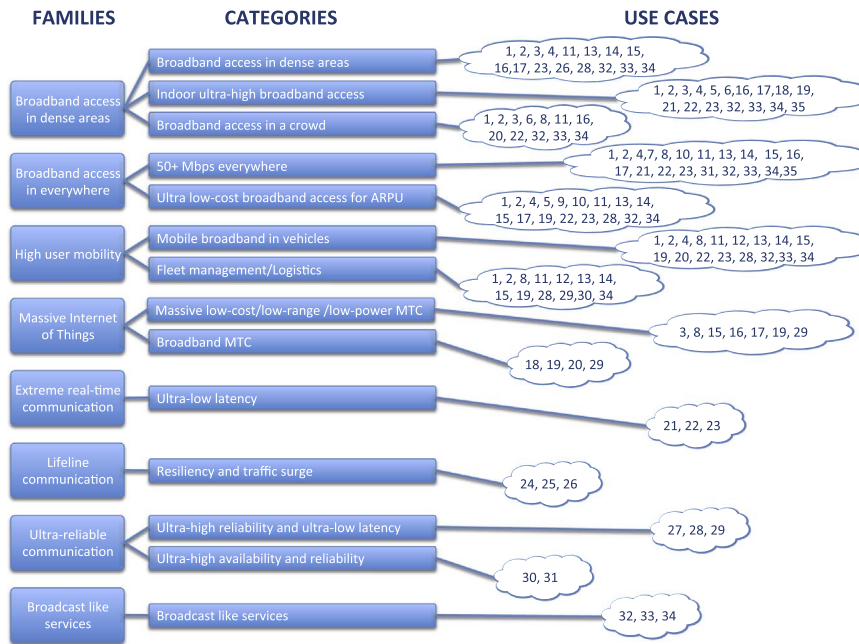 FAMILIES
CATEGORIES
USE CASES
Broadband access
in dense areas
Broadband access in dense areas
1, 2, 3, 4, 11, 13, 14, 15,
16,17, 23, 26, 28, 32, 33, 34
Indoor ultra-high broadband access
1, 2, 3, 4, 5, 6,16, 17,18, 19,
21, 22, 23, 32, 33, 34, 35
Broadband access in a crowd
1, 2, 3, 6, 8, 11, 16,
20, 22, 32, 33, 34
Broadband access
in everywhere
50+ Mbps everywhere
1, 2, 4,7, 8, 10, 11, 13, 14, 15, 16,
17, 21, 22, 23, 31, 32, 33, 34,35
Ultra low-cost broadband access for ARPU
1, 2, 4, 5, 9, 10, 11, 13, 14,
15, 17, 19, 22, 23, 28, 32, 34
High user mobility
Mobile broadband in vehicles
1, 2, 4, 8, 11, 12, 13, 14, 15,
19, 20, 22, 23, 28, 32,33, 34
Fleet management/Logistics
1, 2, 8, 11, 12, 13, 14,
15, 19, 28, 29,30, 34
Massive Internet
of Things
Massive low-cost/low-range /low-power MTC
3, 8, 15, 16, 17, 19, 29
Broadband MTC
18, 19, 20, 29
Extreme real-time
communication
Ultra-low latency
21, 22, 23
Lifeline
communication
Resiliency and traffic surge
24, 25, 26
Ultra-reliable
communication
Ultra-high reliability and ultra-low latency
27, 28, 29
Ultra-high availability and reliability
30, 31
Broadcast like
services
Broadcast like services
32, 33, 34